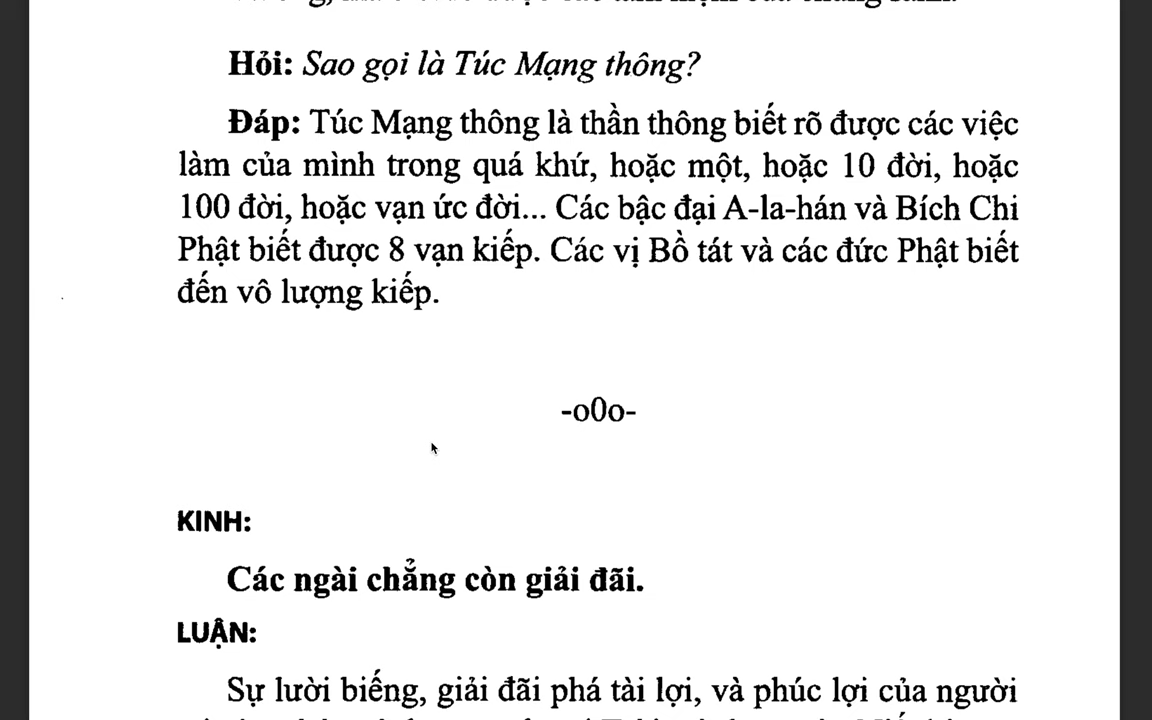 Hỏi: Sao gọi là Túc Mạng thông?
Đáp: Túc Mạng thông là thần thông biết rõ được các việc
làm của mình trong quá khứ, hoặc một, hoặc 10 đời, hoặc
100 đời, hoặc vạn ức đời... Các bậc đại A-la-hán và Bích Chi
Phật biết được 8 vạn kiếp. Các vị Bồ tát và các đức Phật biết
đến vô lượng kiếp.
-o0o-
KINH:
Các ngài chẳng còn giải đãi.
LUẬN:
Sự lười biếng, giải đãi phá tài lợi, và phúc lợi của người